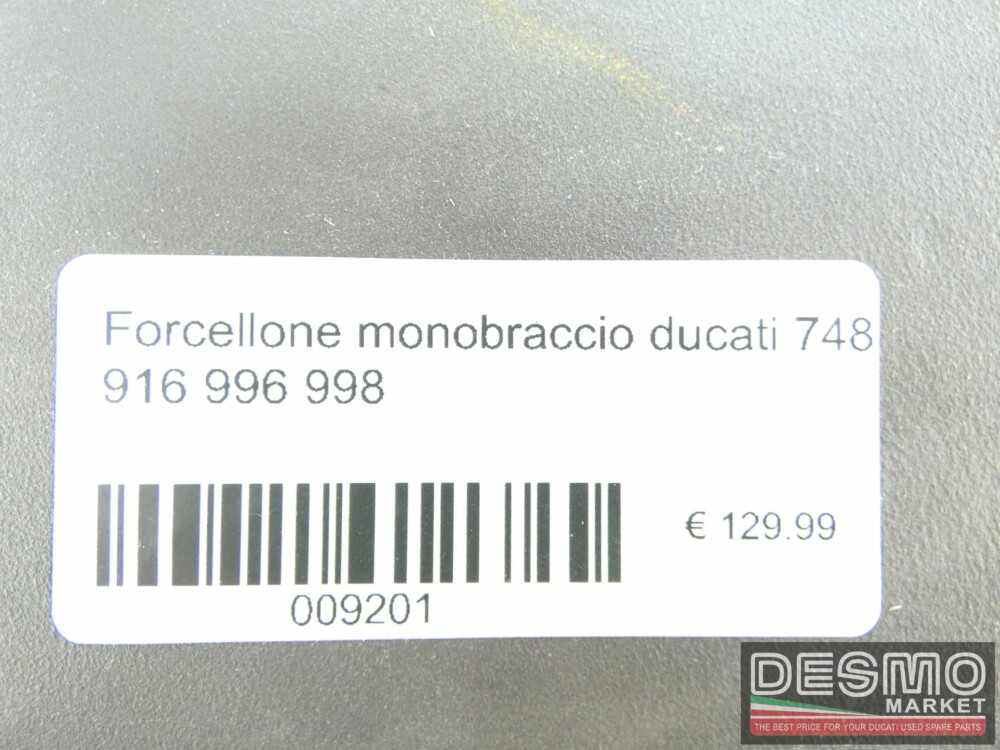 Forcellone monobraccio ducati 748
916 996 998
€ 129.99
009201
DESMO
MARKET
THE BEST PRICE FOR YOUR DUCATI USED SPARE PARTS